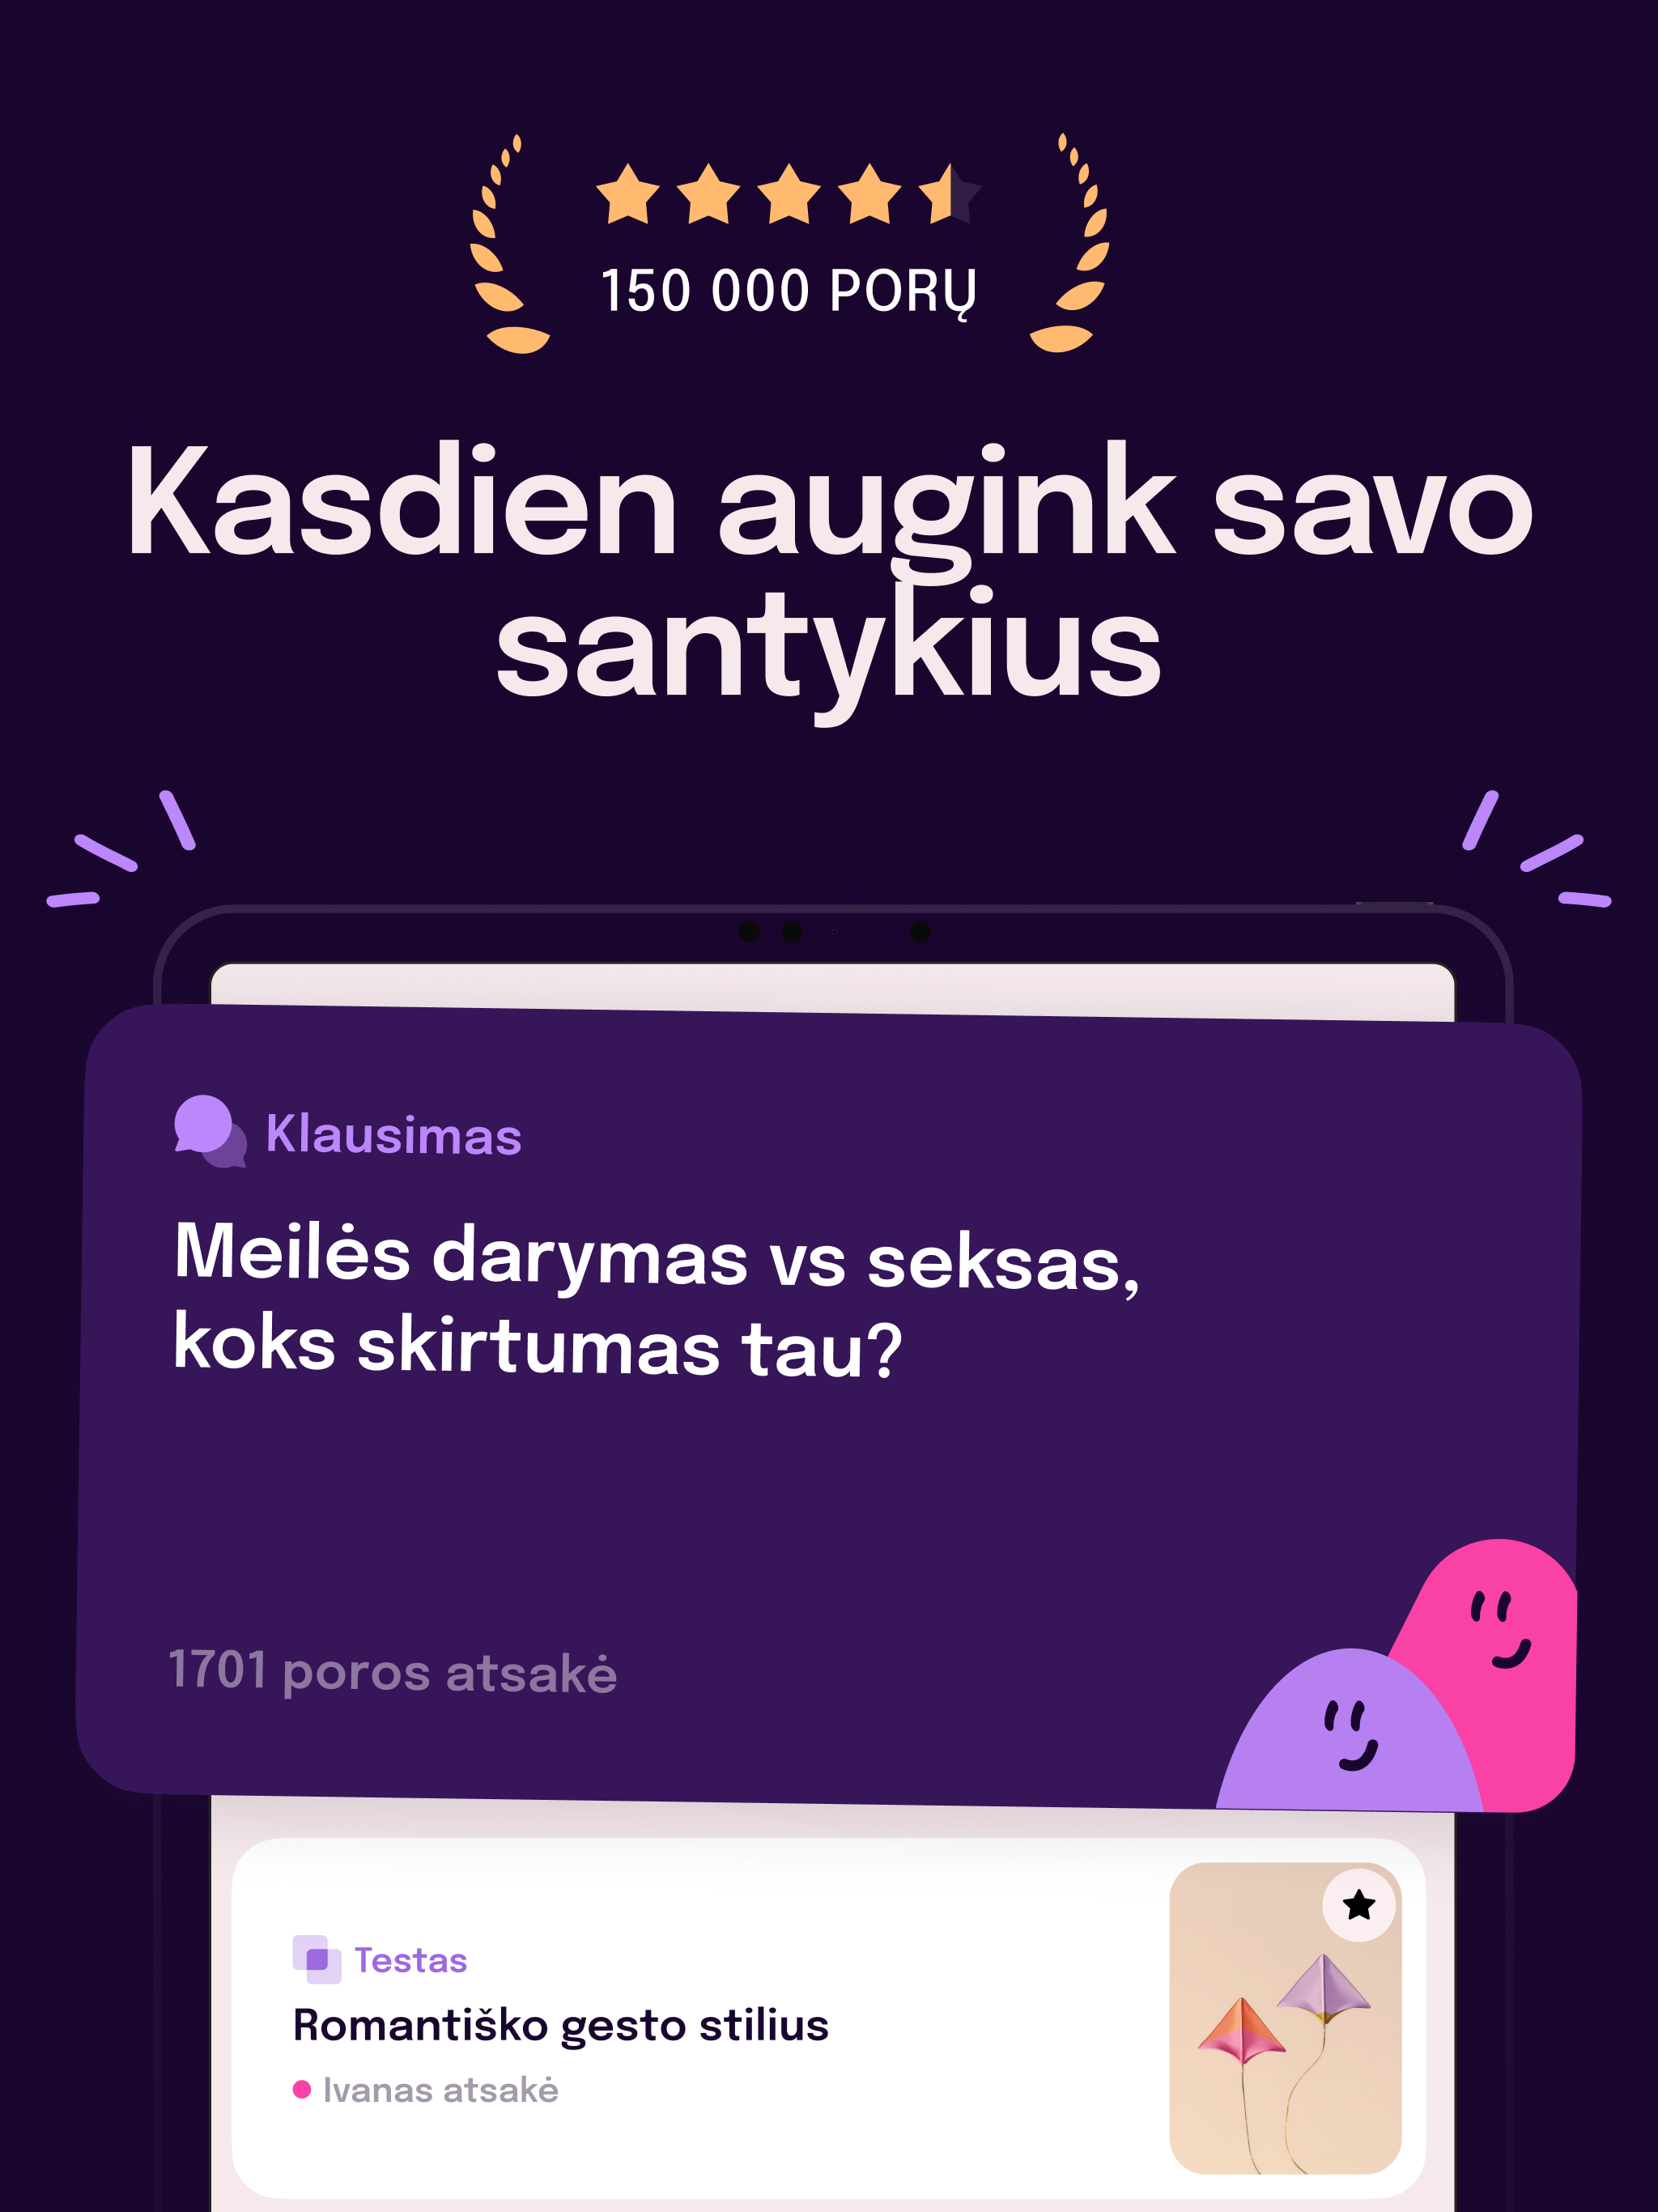 150 000 PORŲ
Kasdien augink savo
santykius
Klausimas
Meilės darymas vs seksas,
koks skirtumas tau?
1701 poros atsakė
Testas
Romantiško gesto stilius
Ivanas atsakė